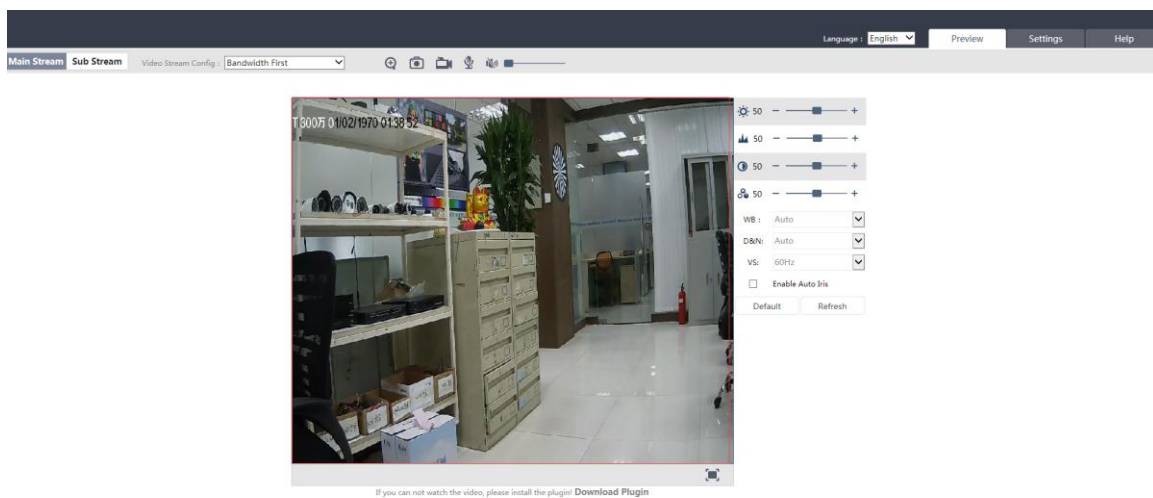 Language : English Preview Settings Help
Main Stream Sub Stream Video Stream Config : Bandwidth First
T 300万 01/02/1970 01:38:52
50 - +
50 - +
50 - +
50 - +
WB : Auto
D&N: Auto
VS: 60Hz
Enable Auto Iris
Default Refresh
If you can not watch the video, please install the plugin! Download Plugin